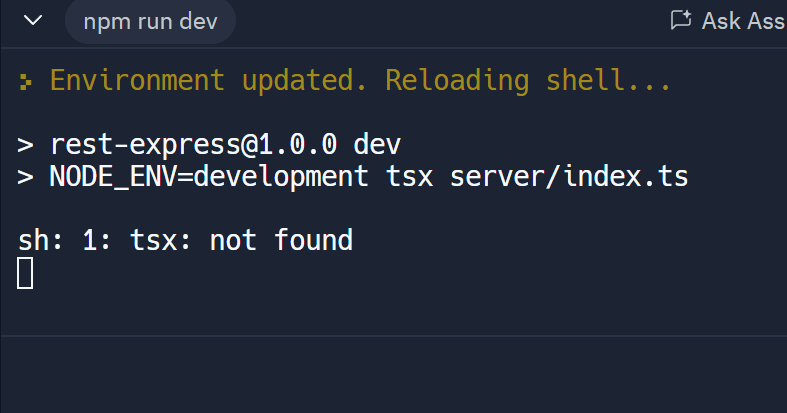 npm run dev
Ask Ass
Environment updated. Reloading shell...
> rest-express@1.0.0 dev
> NODE_ENV=development tsx server/index.ts
sh: 1: tsx: not found